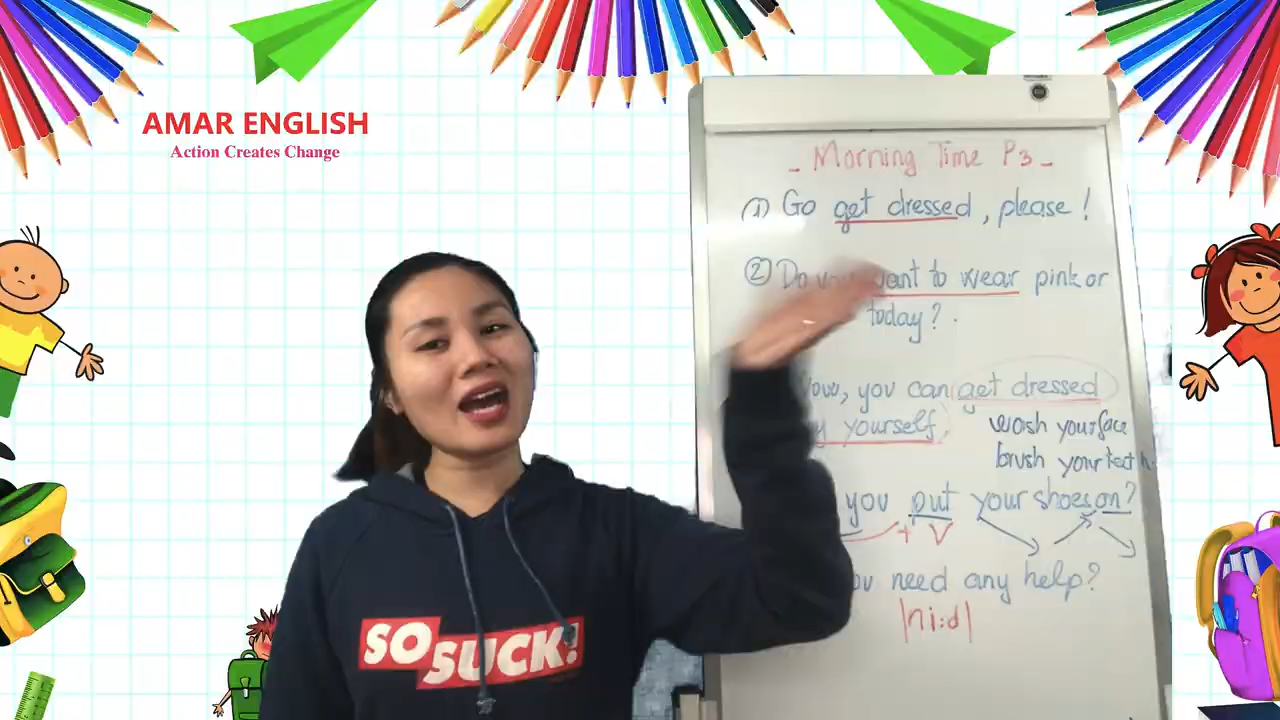 AMAR ENGLISH
Action Creates Change
- Morning Time P3 -
(1) Go get dressed, please!
(2) Do want to wear pink or
today?
you can get dressed
yourself
wash your face
brush your
you put your shoes on?
+ V
need any help?
|ni:d|
SO
SUCK!